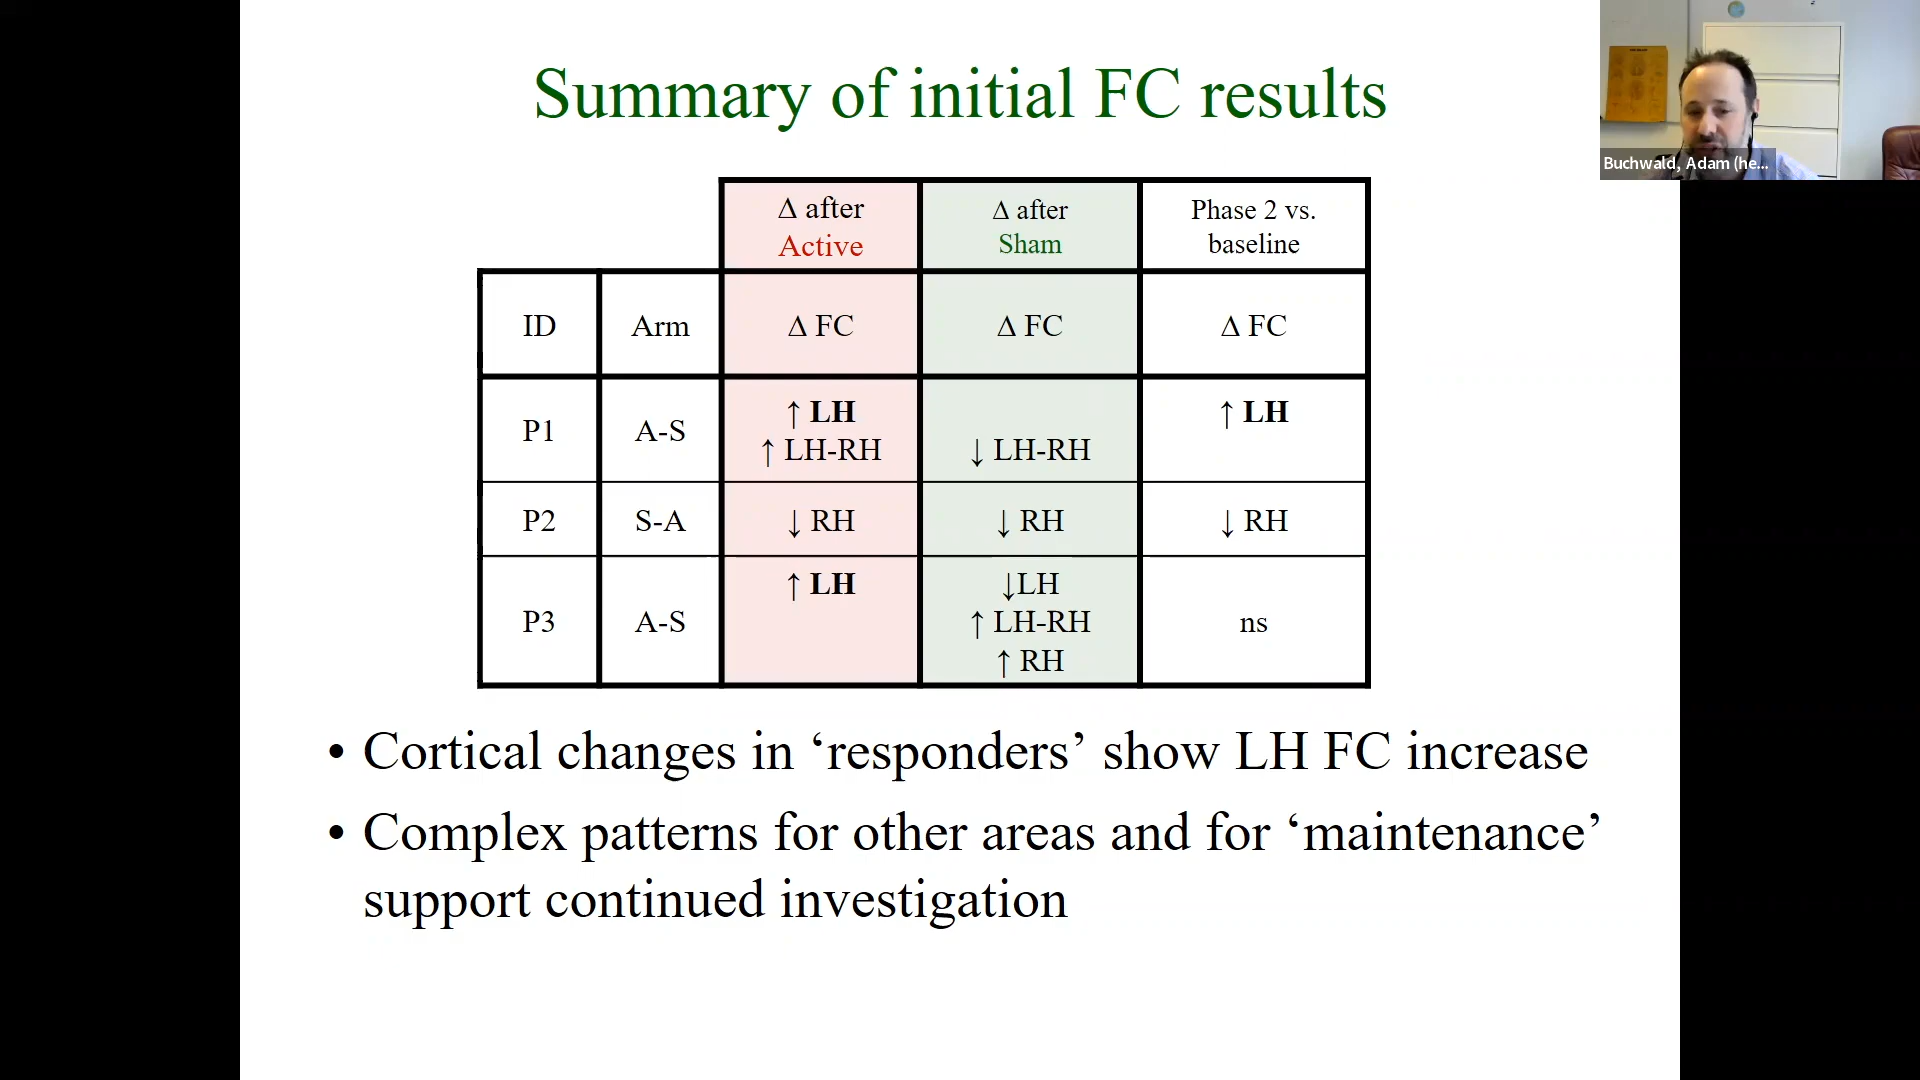 Summary of initial FC results
Buchwald, Adam (he...
Δ after
Active
Δ after
Sham
Phase 2 vs.
baseline
ID
Arm
Δ FC
Δ FC
Δ FC
P1
A-S
↑ LH
↑ LH-RH
↓ LH-RH
↑ LH
P2
S-A
↓ RH
↓ RH
↓ RH
P3
A-S
↑ LH
↓LH
↑ LH-RH
↑ RH
ns
• Cortical changes in ‘responders’ show LH FC increase
• Complex patterns for other areas and for ‘maintenance’
support continued investigation